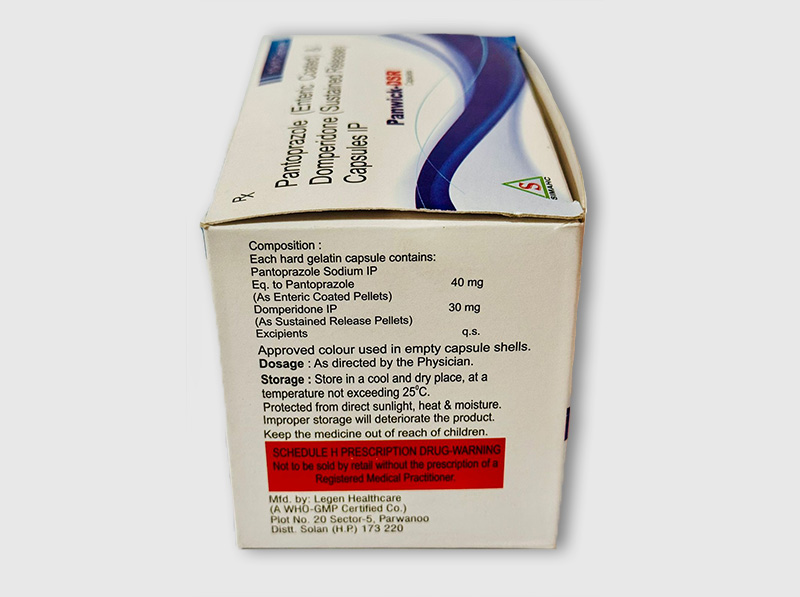 Rx
Pantoprazole (Enteric Coated) &
Domperidone (Sustained Release)
Capsules IP
Panwick-DSR
Capsules
S
SIMAHC
Composition :
Each hard gelatin capsule contains:
Pantoprazole Sodium IP
Eq. to Pantoprazole 40 mg
(As Enteric Coated Pellets)
Domperidone IP 30 mg
(As Sustained Release Pellets)
Excipients q.s.
Approved colour used in empty capsule shells.
Dosage : As directed by the Physician.
Storage : Store in a cool and dry place, at a
temperature not exceeding 25°C.
Protected from direct sunlight, heat & moisture.
Improper storage will deteriorate the product.
Keep the medicine out of reach of children.
SCHEDULE H PRESCRIPTION DRUG-WARNING
Not to be sold by retail without the prescription of a
Registered Medical Practitioner.
Mfd. by: Legen Healthcare
(A WHO-GMP Certified Co.)
Plot No. 20 Sector-5, Parwanoo
Distt. Solan (H.P.) 173 220